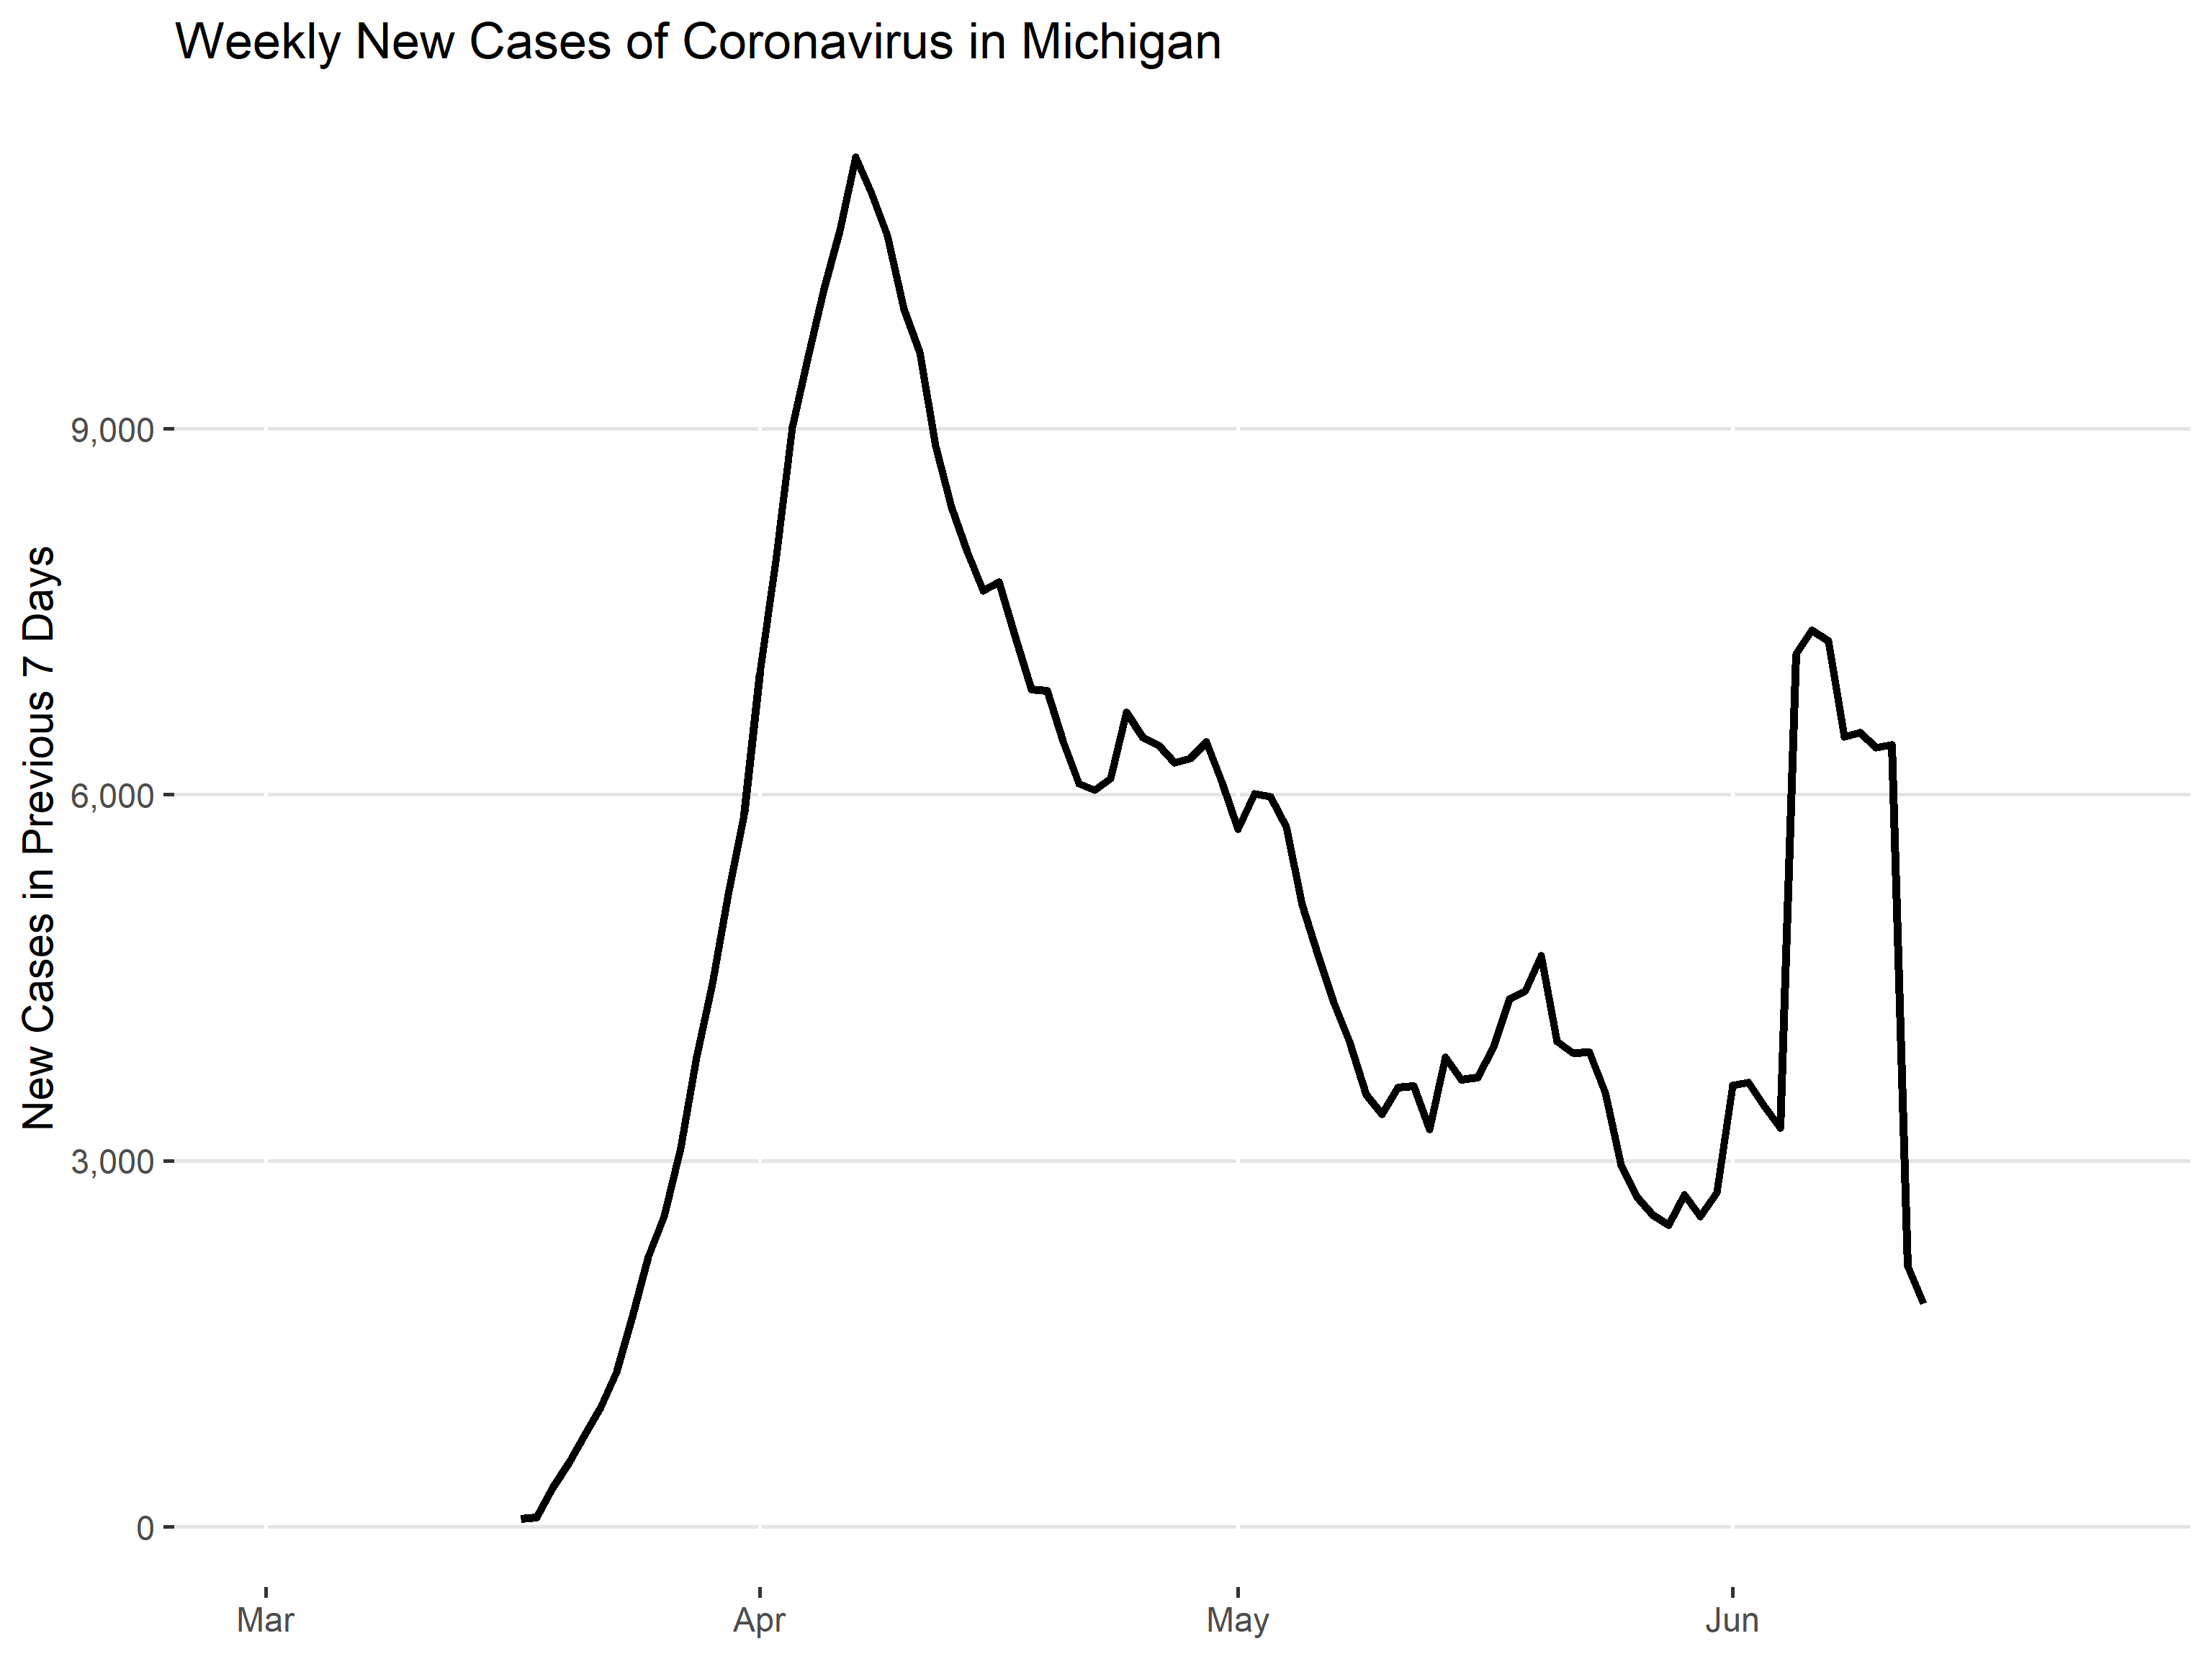 Weekly New Cases of Coronavirus in Michigan
New Cases in Previous 7 Days
9,000
6,000
3,000
0
Mar
Apr
May
Jun